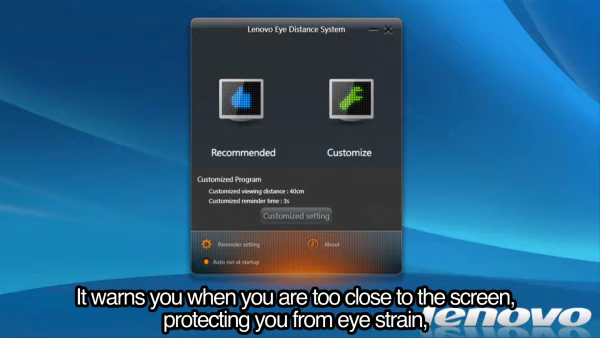 Lenovo Eye Distance System
Recommended
Customize
Customized Program
Customized viewing distance : 40cm
Customized reminder time : 3s
Customized setting
Reminder setting
About
Auto run at startup
It warns you when you are too close to the screen,
protecting you from eye strain,
lenovo